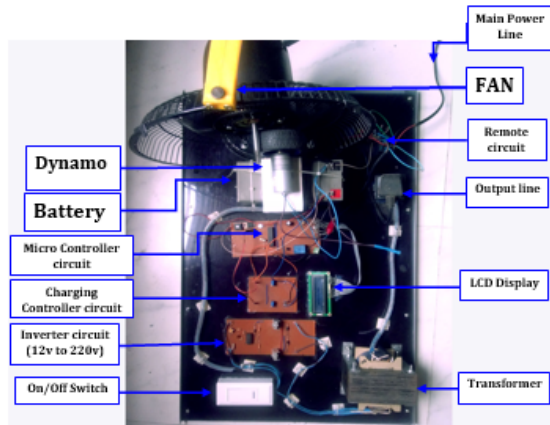 Main Power
Line
FAN
Remote
circuit
Dynamo
Output line
Battery
Micro Controller
circuit
Charging
Controller circuit
LCD Display
Inverter circuit
(12v to 220v)
On/Off Switch
Transformer